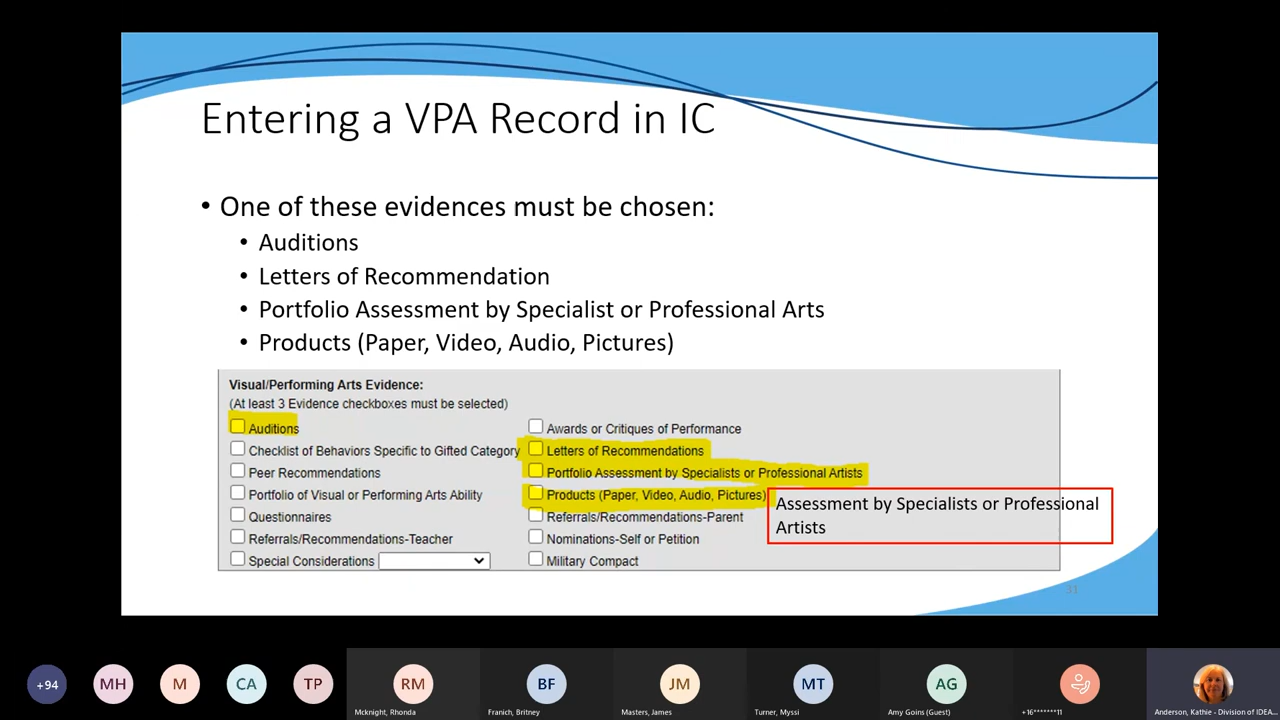 Entering a VPA Record in IC
• One of these evidences must be chosen:
• Auditions
• Letters of Recommendation
• Portfolio Assessment by Specialist or Professional Arts
• Products (Paper, Video, Audio, Pictures)
Visual/Performing Arts Evidence:
(At least 3 Evidence checkboxes must be selected)
Auditions
Awards or Critiques of Performance
Checklist of Behaviors Specific to Gifted Category
Letters of Recommendations
Peer Recommendations
Portfolio Assessment by Specialists or Professional Artists
Portfolio of Visual or Performing Arts Ability
Products (Paper, Video, Audio, Pictures)
Assessment by Specialists or Professional
Artists
Questionnaires
Referrals/Recommendations-Parent
Referrals/Recommendations-Teacher
Nominations-Self or Petition
Special Considerations
Military Compact
31
+94
MH
M
CA
TP
RM
BF
JM
MT
AG
Mcknight, Rhonda
Franich, Britney
Masters, James
Turner, Myssi
Amy Goins (Guest)
+16*******11
Anderson, Kathie - Division of IDEA...